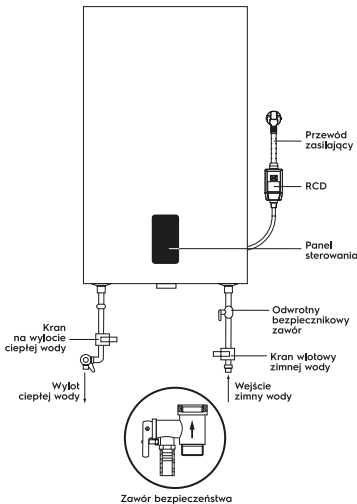 Przewód
zasilający
RCD
Panel
sterowania
Odwrotny
bezpiecznikowy
zawór
Kran
na wylocie
ciepłej wody
Kran wlotowy
zimnej wody
Wylot
ciepłej wody
Wejście
zimny wody
Zawór bezpieczeństwa